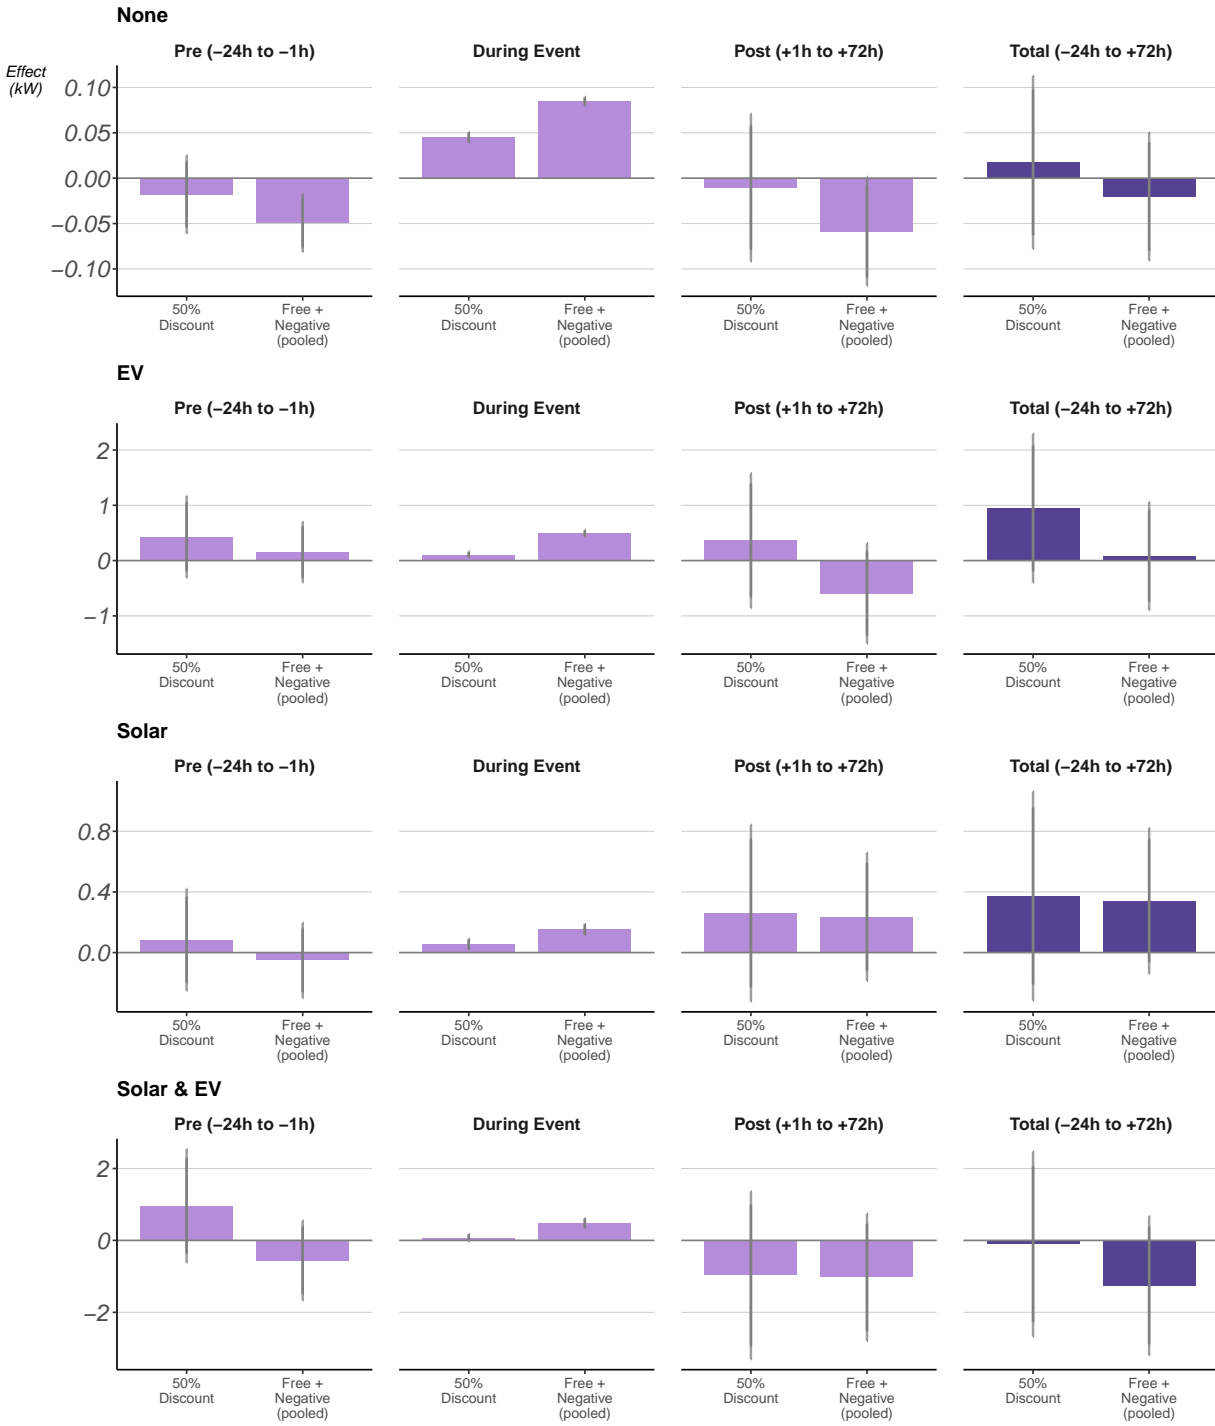 None
Pre (−24h to −1h) During Event Post (+1h to +72h) Total (−24h to +72h)
Effect
(kW)
0.10
0.05
0.00
−0.05
−0.10
50% Free + 50% Free + 50% Free + 50% Free +
Discount Negative Discount Negative Discount Negative Discount Negative
(pooled) (pooled) (pooled) (pooled)
EV
Pre (−24h to −1h) During Event Post (+1h to +72h) Total (−24h to +72h)
2
1
0
−1
50% Free + 50% Free + 50% Free + 50% Free +
Discount Negative Discount Negative Discount Negative Discount Negative
(pooled) (pooled) (pooled) (pooled)
Solar
Pre (−24h to −1h) During Event Post (+1h to +72h) Total (−24h to +72h)
0.8
0.4
0.0
50% Free + 50% Free + 50% Free + 50% Free +
Discount Negative Discount Negative Discount Negative Discount Negative
(pooled) (pooled) (pooled) (pooled)
Solar & EV
Pre (−24h to −1h) During Event Post (+1h to +72h) Total (−24h to +72h)
2
0
−2
50% Free + 50% Free + 50% Free + 50% Free +
Discount Negative Discount Negative Discount Negative Discount Negative
(pooled) (pooled) (pooled) (pooled)